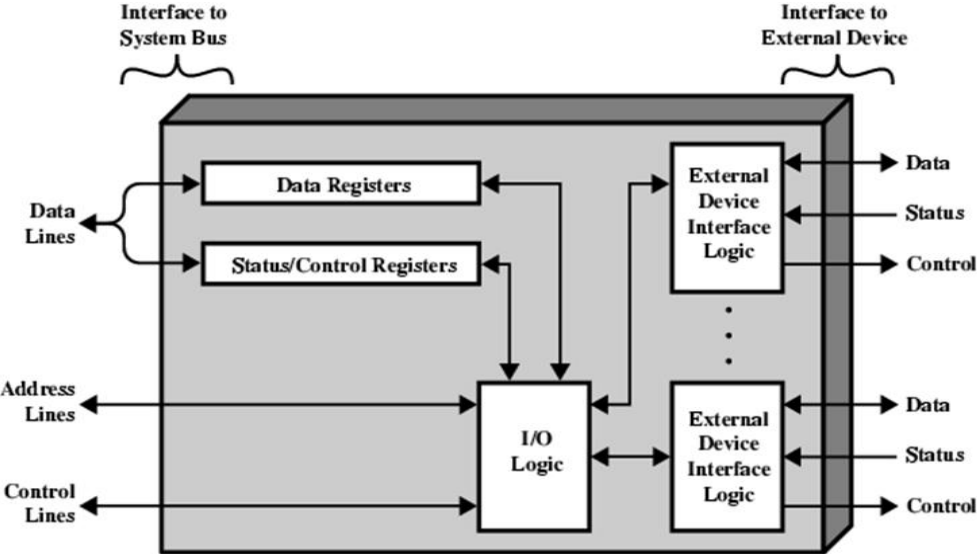 Interface to
System Bus
Interface to
External Device
Data Registers
Status/Control Registers
Data
Lines
Address
Lines
Control
Lines
I/O
Logic
External
Device
Interface
Logic
Data
Status
Control
External
Device
Interface
Logic
Data
Status
Control